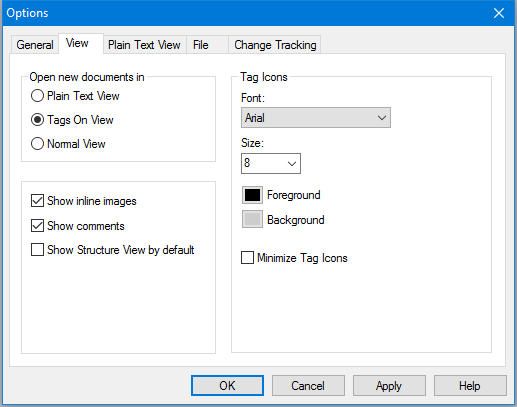 Options
General View Plain Text View File Change Tracking
Open new documents in
Plain Text View
Tags On View
Normal View
Show inline images
Show comments
Show Structure View by default
Tag Icons
Font:
Arial
Size:
8
Foreground
Background
Minimize Tag Icons
OK Cancel Apply Help